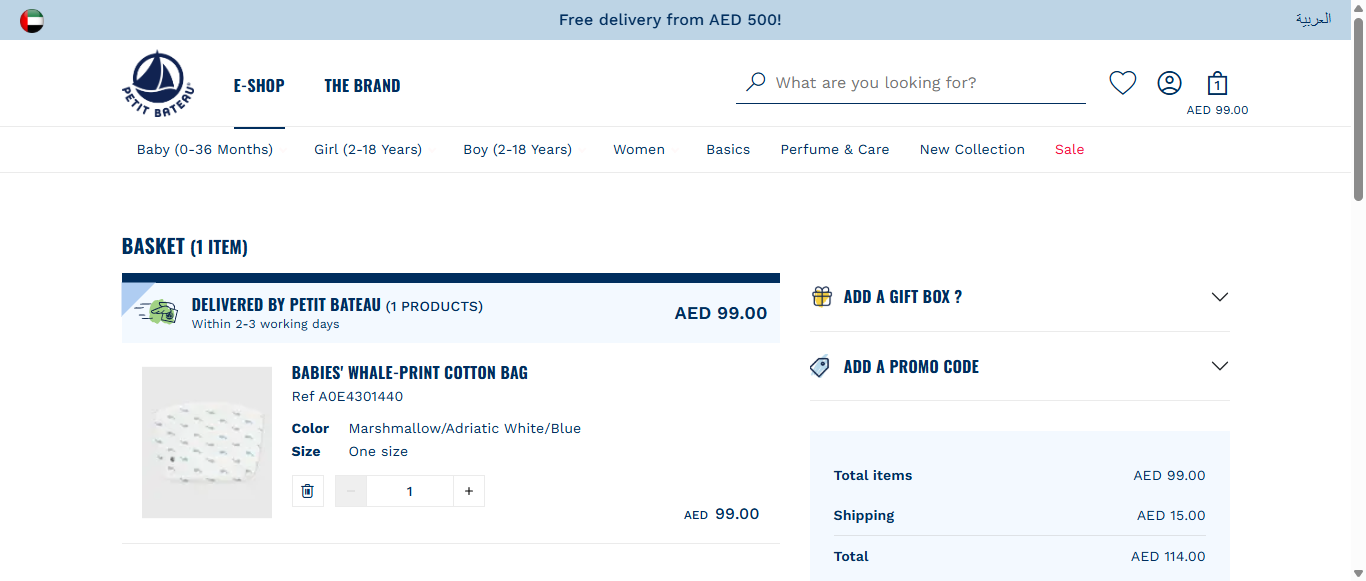 Free delivery from AED 500!
العربية
PETIT BATEAU
E-SHOP
THE BRAND
What are you looking for?
1
AED 99.00
Baby (0-36 Months)
Girl (2-18 Years)
Boy (2-18 Years)
Women
Basics
Perfume & Care
New Collection
Sale
BASKET (1 ITEM)
DELIVERED BY PETIT BATEAU (1 PRODUCTS)
Within 2-3 working days
AED 99.00
BABIES' WHALE-PRINT COTTON BAG
Ref A0E4301440
Color Marshmallow/Adriatic White/Blue
Size One size
− 1 +
AED 99.00
ADD A GIFT BOX ?
ADD A PROMO CODE
Total items AED 99.00
Shipping AED 15.00
Total AED 114.00